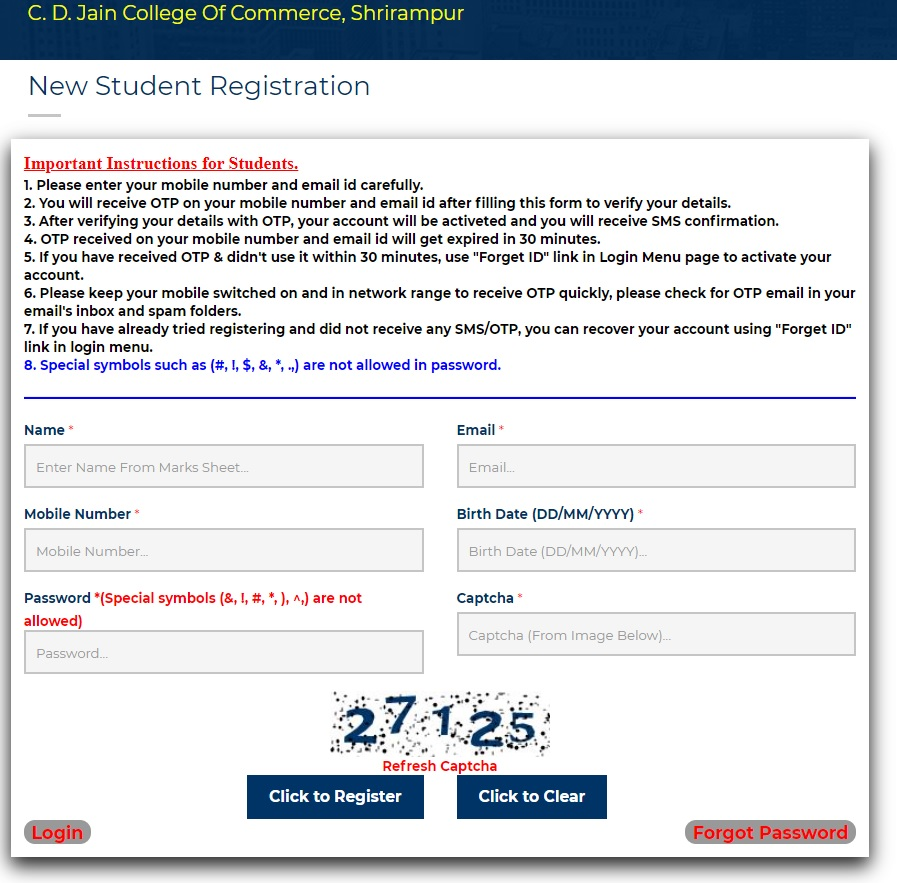 C. D. Jain College Of Commerce, Shrirampur
New Student Registration
Important Instructions for Students.
1. Please enter your mobile number and email id carefully.
2. You will receive OTP on your mobile number and email id after filling this form to verify your details.
3. After verifying your details with OTP, your account will be activeted and you will receive SMS confirmation.
4. OTP received on your mobile number and email id will get expired in 30 minutes.
5. If you have received OTP & didn't use it within 30 minutes, use "Forget ID" link in Login Menu page to activate your
account.
6. Please keep your mobile switched on and in network range to receive OTP quickly, please check for OTP email in your
email's inbox and spam folders.
7. If you have already tried registering and did not receive any SMS/OTP, you can recover your account using "Forget ID"
link in login menu.
8. Special symbols such as (#, !, $, &, *, .,) are not allowed in password.
Name * Email *
Enter Name From Marks Sheet... Email...
Mobile Number * Birth Date (DD/MM/YYYY) *
Mobile Number... Birth Date (DD/MM/YYYY)...
Password *(Special symbols (&, !, #, *, ), ^,) are not Captcha *
allowed)
Captcha (From Image Below)...
Password...
27125
Refresh Captcha
Click to Register Click to Clear
Login Forgot Password